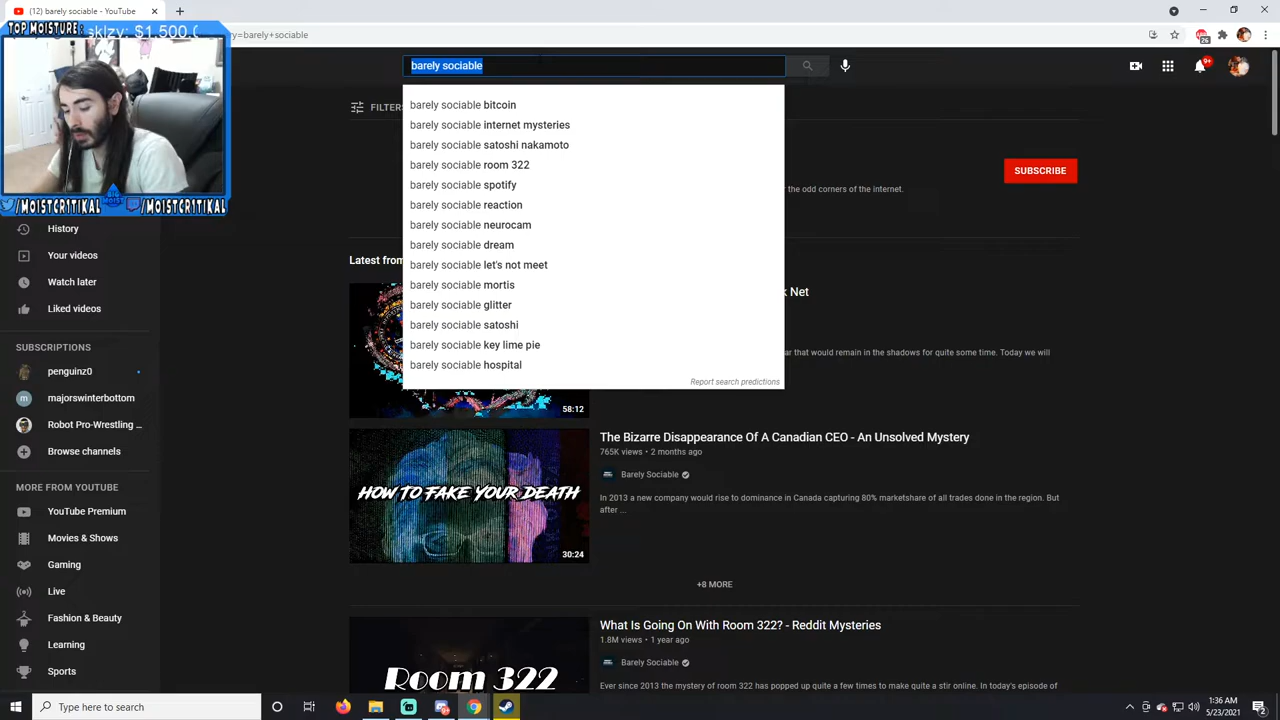 (12) barely sociable - YouTube
TOP MOISTURE
sklzy: $1,500.0
y=barely+sociable
26
barely sociable
9+
FILTERS
barely sociable bitcoin
barely sociable internet mysteries
barely sociable satoshi nakamoto
barely sociable room 322
barely sociable spotify
barely sociable reaction
barely sociable neurocam
barely sociable dream
barely sociable let's not meet
barely sociable mortis
barely sociable glitter
barely sociable satoshi
barely sociable key lime pie
barely sociable hospital
Report search predictions
SUBSCRIBE
the odd corners of the internet.
/MOISTCR1TIKAL
BIG MOIST
/MOISTCR1TIKAL
History
Your videos
Watch later
Liked videos
SUBSCRIPTIONS
penguinz0
majorswinterbottom
Robot Pro-Wrestling ...
Browse channels
MORE FROM YOUTUBE
YouTube Premium
Movies & Shows
Gaming
Live
Fashion & Beauty
Learning
Sports
Latest from
k Net
ar that would remain in the shadows for quite some time. Today we will
58:12
HOW TO FAKE YOUR DEATH
30:24
The Bizarre Disappearance Of A Canadian CEO - An Unsolved Mystery
765K views • 2 months ago
Barely Sociable
In 2013 a new company would rise to dominance in Canada capturing 80% marketshare of all trades done in the region. But
after ...
+8 MORE
Room 322
What Is Going On With Room 322? - Reddit Mysteries
1.8M views • 1 year ago
Barely Sociable
Ever since 2013 the mystery of room 322 has popped up quite a few times to make quite a stir online. In today's episode of
Type here to search
1:36 AM
5/23/2021
2